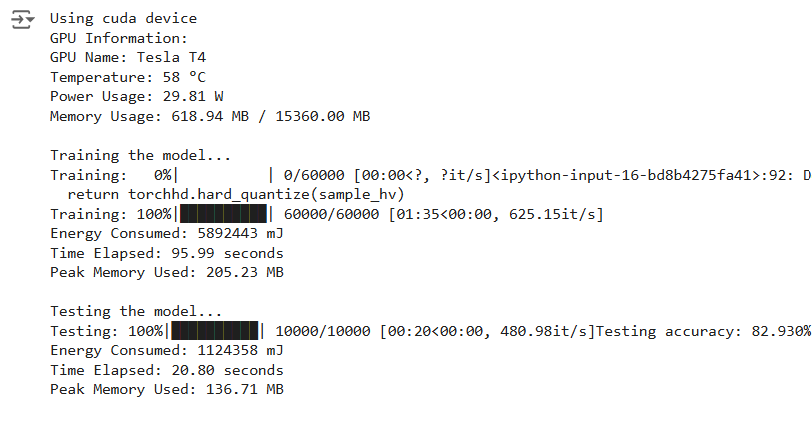 Using cuda device
GPU Information:
GPU Name: Tesla T4
Temperature: 58 °C
Power Usage: 29.81 W
Memory Usage: 618.94 MB / 15360.00 MB
Training the model...
Training:   0%|          | 0/60000 [00:00<?, ?it/s]<ipython-input-16-bd8b4275fa41>:92: D
  return torchhd.hard_quantize(sample_hv)
Training: 100%|██████████| 60000/60000 [01:35<00:00, 625.15it/s]
Energy Consumed: 5892443 mJ
Time Elapsed: 95.99 seconds
Peak Memory Used: 205.23 MB
Testing the model...
Testing: 100%|██████████| 10000/10000 [00:20<00:00, 480.98it/s]Testing accuracy: 82.930%
Energy Consumed: 1124358 mJ
Time Elapsed: 20.80 seconds
Peak Memory Used: 136.71 MB